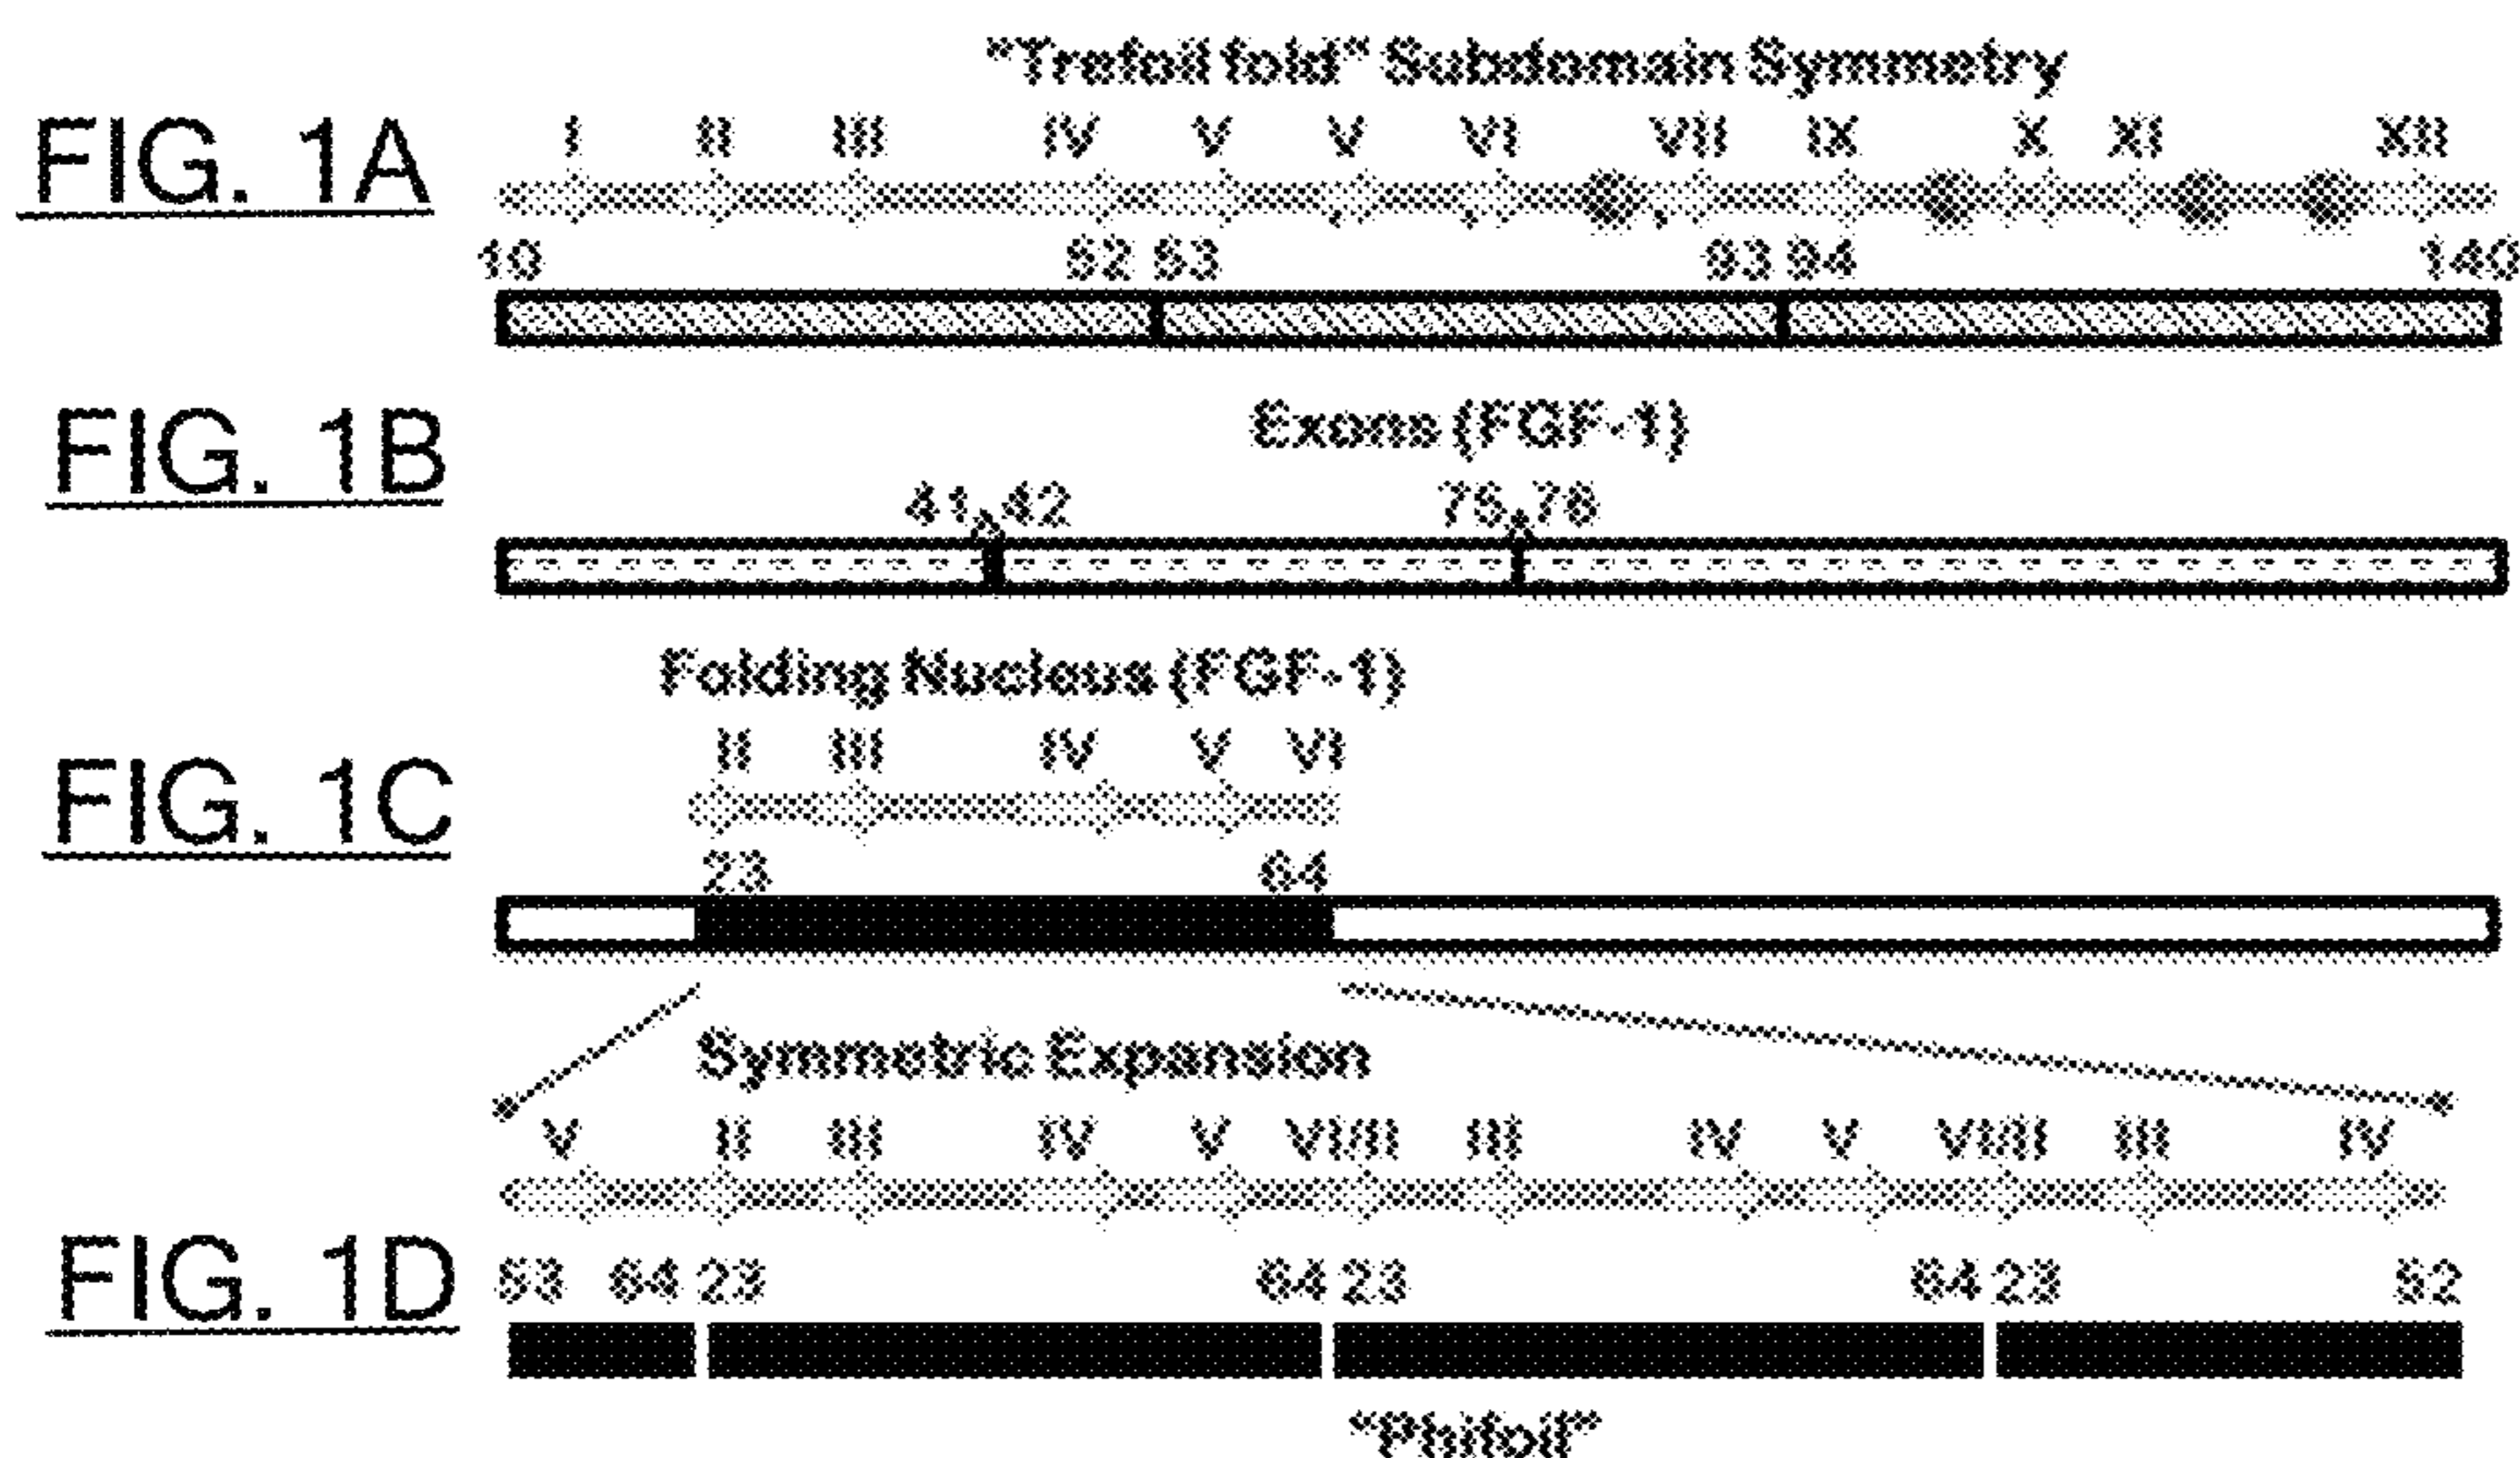 "Trefoil fold" Subdomain Symmetry
FIG. 1A
I II III IV V V VI VII IX X XI XII
10 52 53 93 94 140
FIG. 1B
Exons (FGF-1)
41 42 75 76
Folding Nucleus (FGF-1)
FIG. 1C
II III IV V VI
23 64
Symmetric Expansion
V II III IV V VI/II III IV V VI/II III IV
FIG. 1D
53 64 23 64 23 64 23 52
"Phifoil"